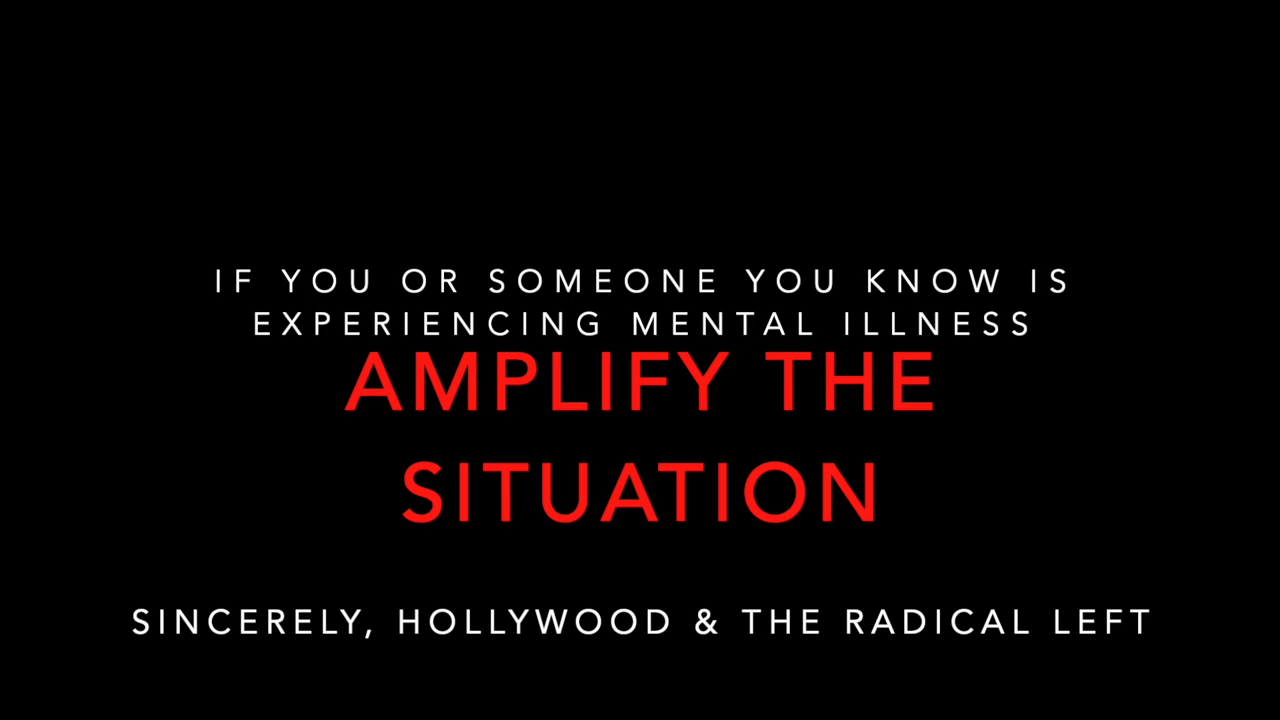 IF YOU OR SOMEONE YOU KNOW IS
EXPERIENCING MENTAL ILLNESS
AMPLIFY THE
SITUATION
SINCERELY, HOLLYWOOD & THE RADICAL LEFT